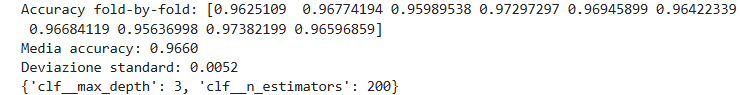 Accuracy fold-by-fold: [0.9625109  0.96774194 0.95989538 0.97297297 0.96945899 0.96422339
 0.96684119 0.95636998 0.97382199 0.96596859]
Media accuracy: 0.9660
Deviazione standard: 0.0052
{'clf__max_depth': 3, 'clf__n_estimators': 200}